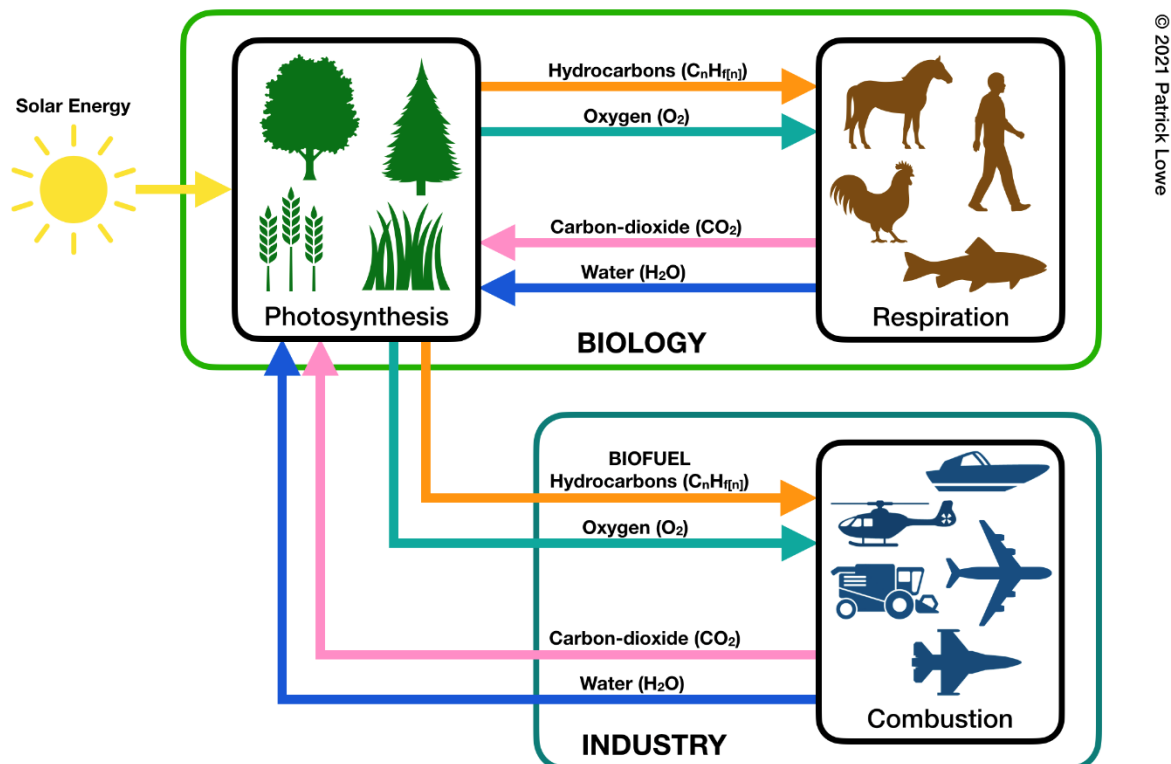 © 2021 Patrick Lowe
Solar Energy
Hydrocarbons (CnHf[n])
Oxygen (O₂)
Carbon-dioxide (CO₂)
Water (H₂O)
Photosynthesis
Respiration
BIOLOGY
BIOFUEL
Hydrocarbons (CnHf[n])
Oxygen (O₂)
Carbon-dioxide (CO₂)
Water (H₂O)
Combustion
INDUSTRY